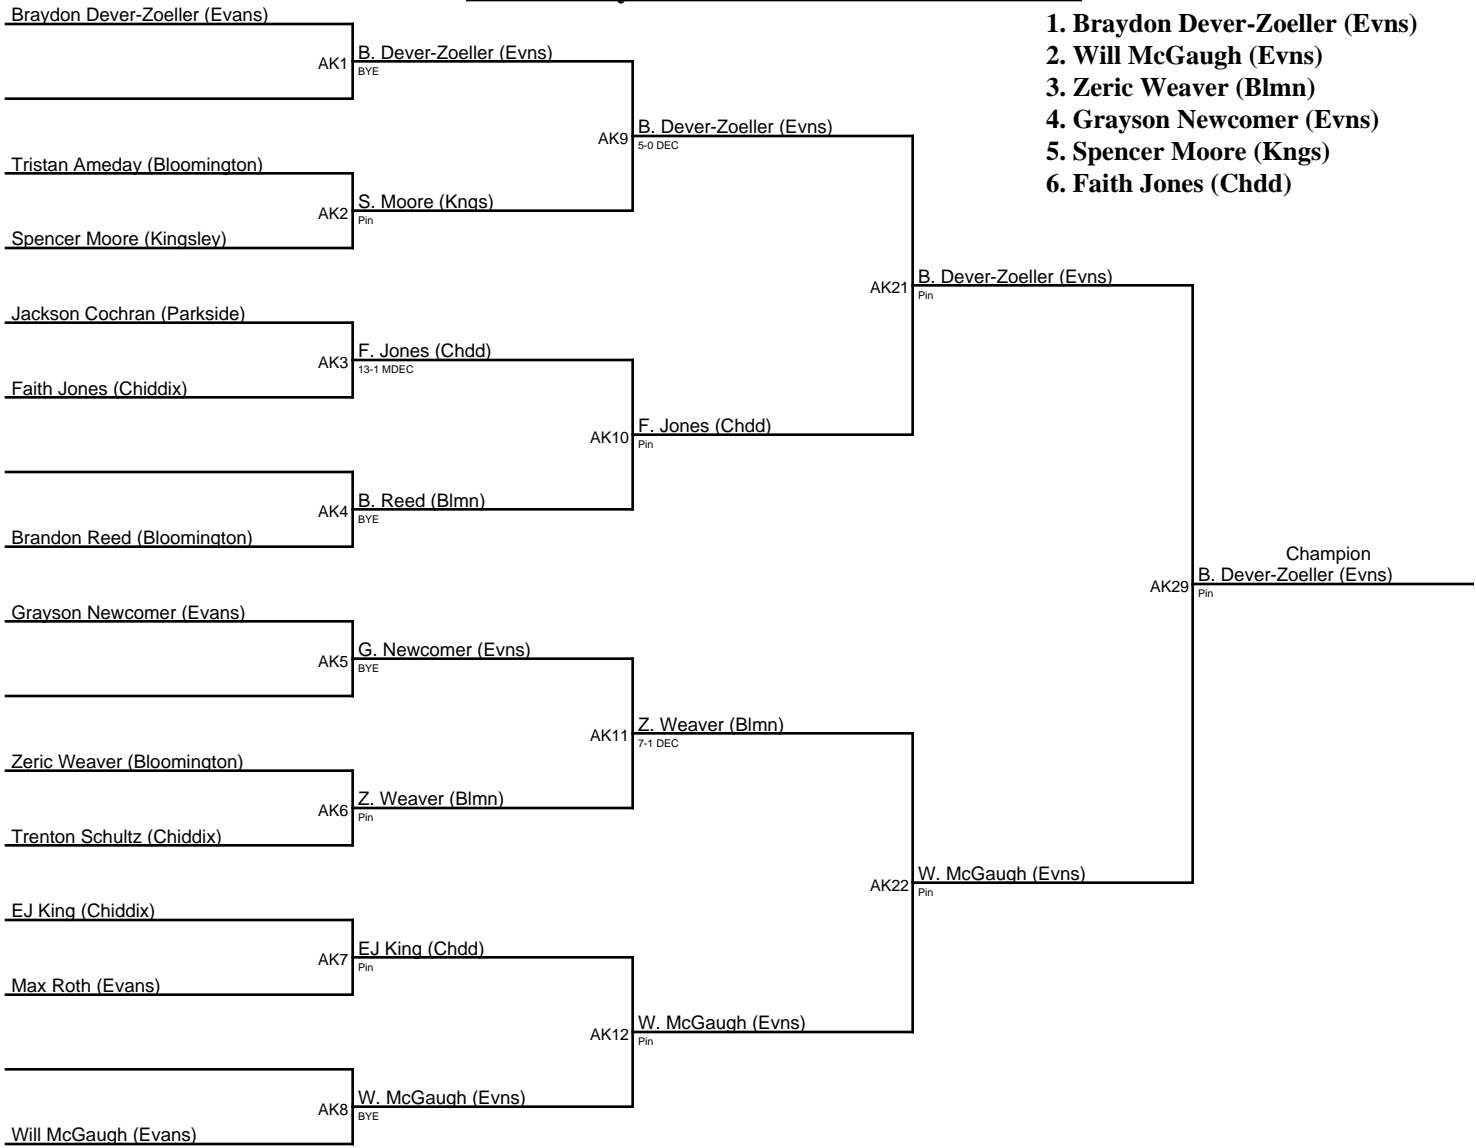 Braydon Dever-Zoeller (Evans)
AK1
B. Dever-Zoeller (Evns)
BYE
Tristan Ameday (Bloomington)
AK2
S. Moore (Kngs)
Pin
Spencer Moore (Kingsley)
AK9
B. Dever-Zoeller (Evns)
5-0 DEC
Jackson Cochran (Parkside)
AK3
F. Jones (Chdd)
13-1 MDEC
Faith Jones (Chiddix)
AK10
F. Jones (Chdd)
Pin
AK4
B. Reed (Blmn)
BYE
Brandon Reed (Bloomington)
AK21
B. Dever-Zoeller (Evns)
Pin
Grayson Newcomer (Evans)
AK5
G. Newcomer (Evns)
BYE
AK11
Z. Weaver (Blmn)
7-1 DEC
Zeric Weaver (Bloomington)
AK6
Z. Weaver (Blmn)
Pin
Trenton Schultz (Chiddix)
EJ King (Chiddix)
AK7
EJ King (Chdd)
Pin
Max Roth (Evans)
AK12
W. McGaugh (Evns)
Pin
AK8
W. McGaugh (Evns)
BYE
Will McGaugh (Evans)
AK22
W. McGaugh (Evns)
Pin
Champion
AK29
B. Dever-Zoeller (Evns)
Pin
1. Braydon Dever-Zoeller (Evns)
2. Will McGaugh (Evns)
3. Zeric Weaver (Blmn)
4. Grayson Newcomer (Evns)
5. Spencer Moore (Kngs)
6. Faith Jones (Chdd)